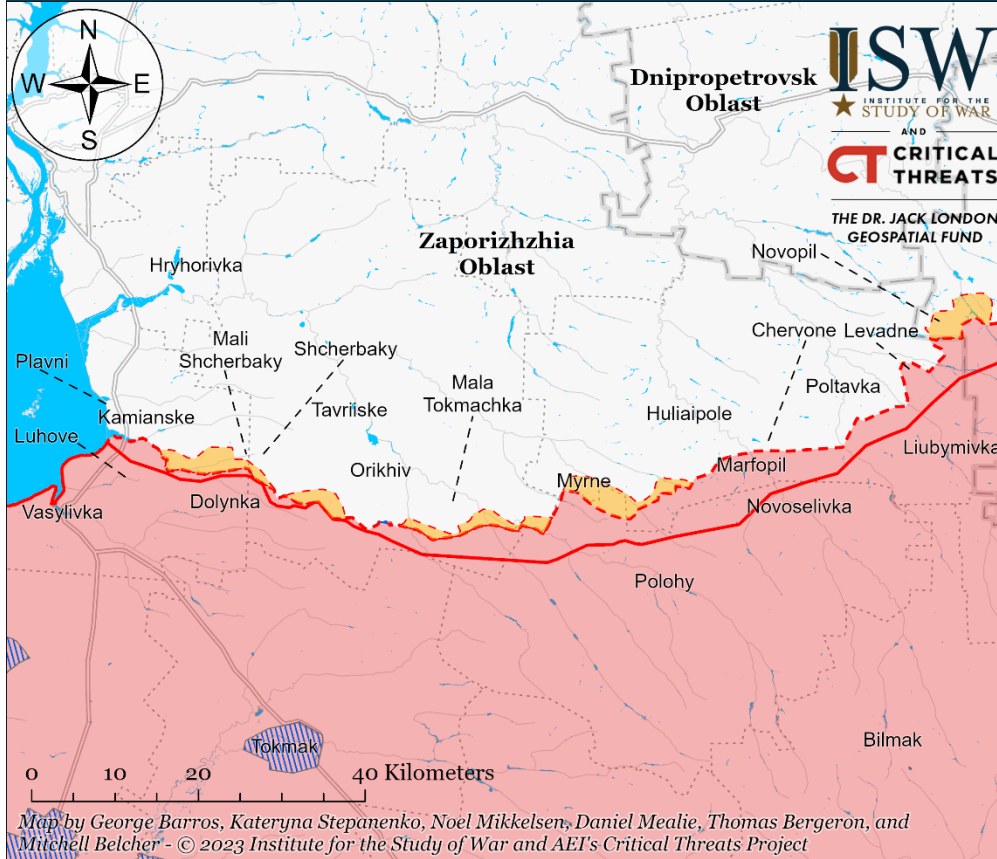 N
W E
S
ISW
INSTITUTE FOR THE
STUDY OF WAR
AND
CT CRITICAL
THREATS
THE DR. JACK LONDON
GEOSPATIAL FUND
Dnipropetrovsk
Oblast
Zaporizhzhia
Oblast
Novopil
Hryhorivka
Mali
Shcherbaky
Shcherbaky
Chervone
Levadne
Plavni
Mala
Tokmachka
Poltavka
Kamianske
Tavriiske
Huliaipole
Luhove
Orikhiv
Liubymivka
Marfopil
Myrne
Vasylivka
Dolynka
Novoselivka
Polohy
Tokmak
Bilmak
0 10 20 40 Kilometers
Map by George Barros, Kateryna Stepanenko, Noel Mikkelsen, Daniel Mealie, Thomas Bergeron, and
Mitchell Belcher - © 2023 Institute for the Study of War and AEI's Critical Threats Project